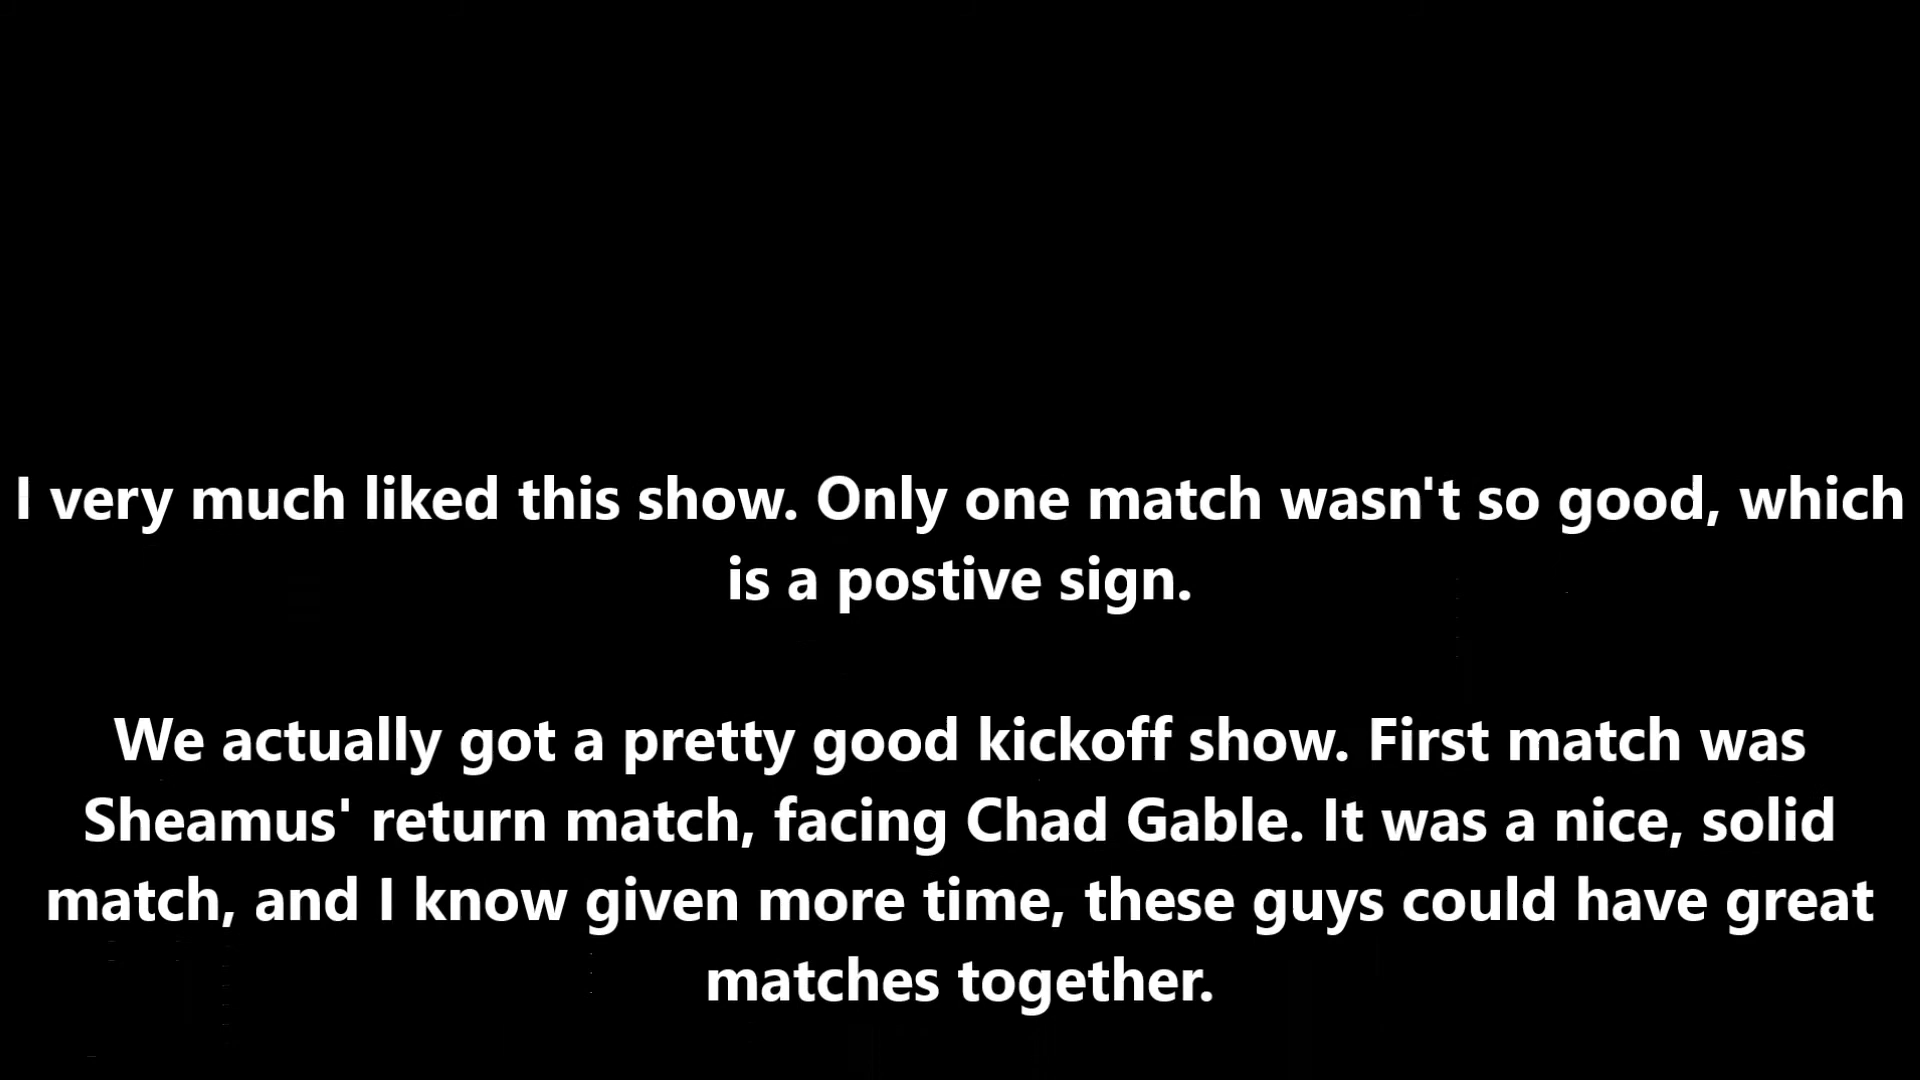 I very much liked this show. Only one match wasn't so good, which
is a postive sign.
We actually got a pretty good kickoff show. First match was
Sheamus' return match, facing Chad Gable. It was a nice, solid
match, and I know given more time, these guys could have great
matches together.